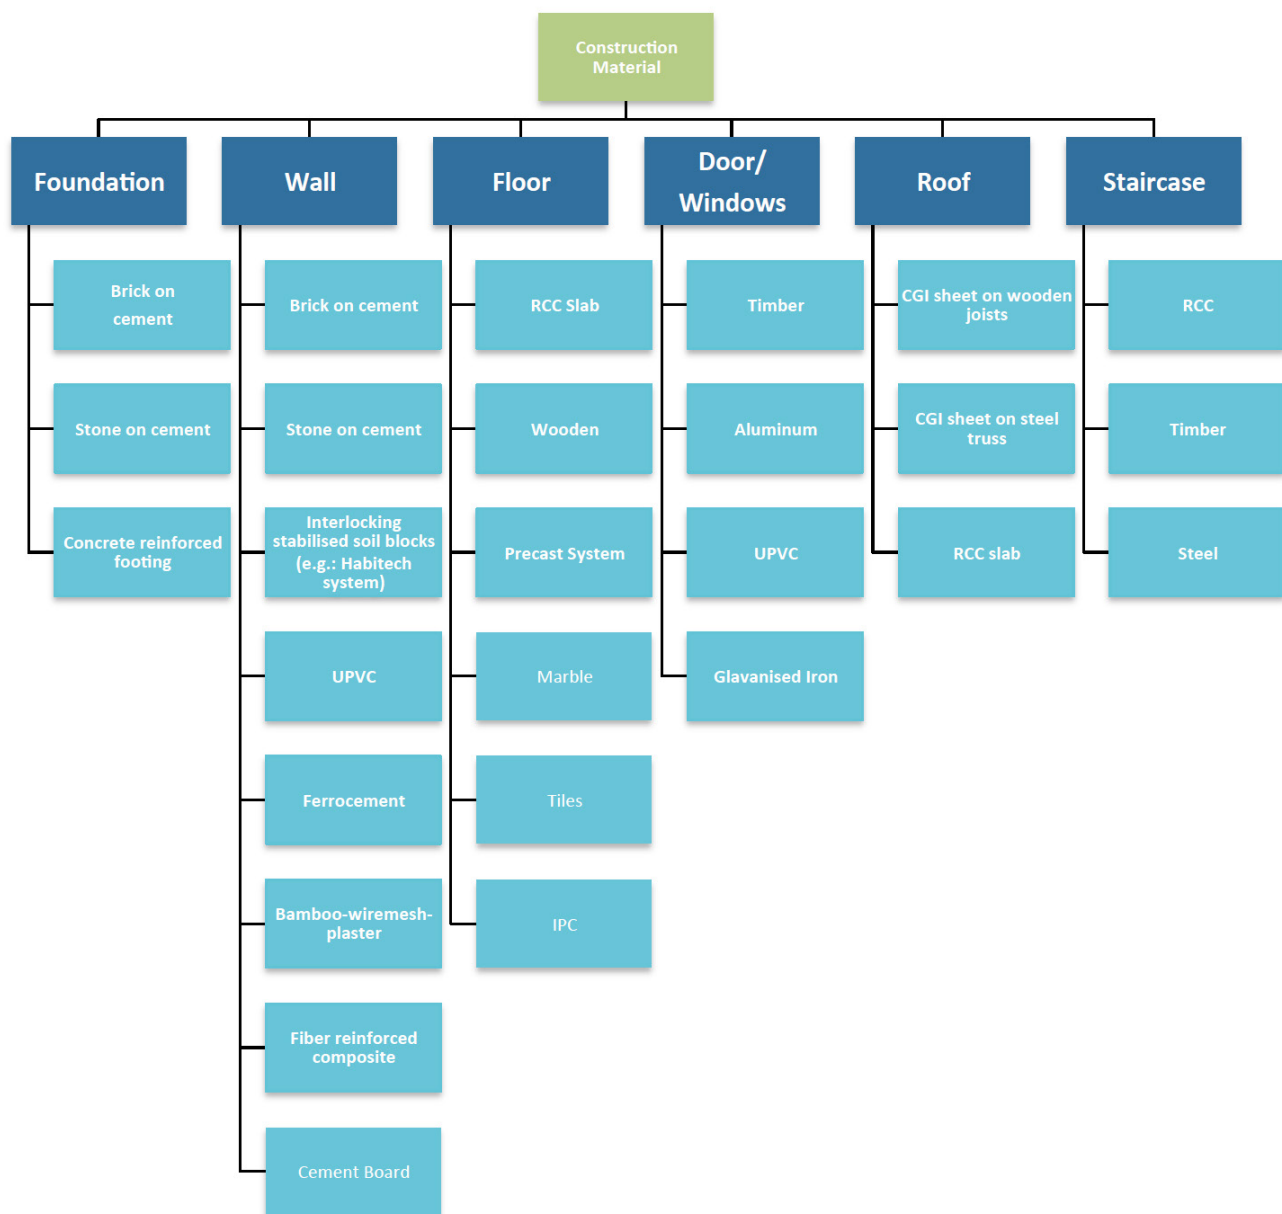 Construction
Material
Foundation
Wall
Floor
Door/
Windows
Roof
Staircase
Brick on
cement
Stone on cement
Concrete reinforced
footing
Brick on cement
Stone on cement
Interlocking
stabilised soil blocks
(e.g.: Habitech
system)
UPVC
Ferrocement
Bamboo-wiremesh-
plaster
Fiber reinforced
composite
Cement Board
RCC Slab
Wooden
Precast System
Marble
Tiles
IPC
Timber
Aluminum
UPVC
Glavanised Iron
CGI sheet on wooden
joists
CGI sheet on steel
truss
RCC slab
RCC
Timber
Steel